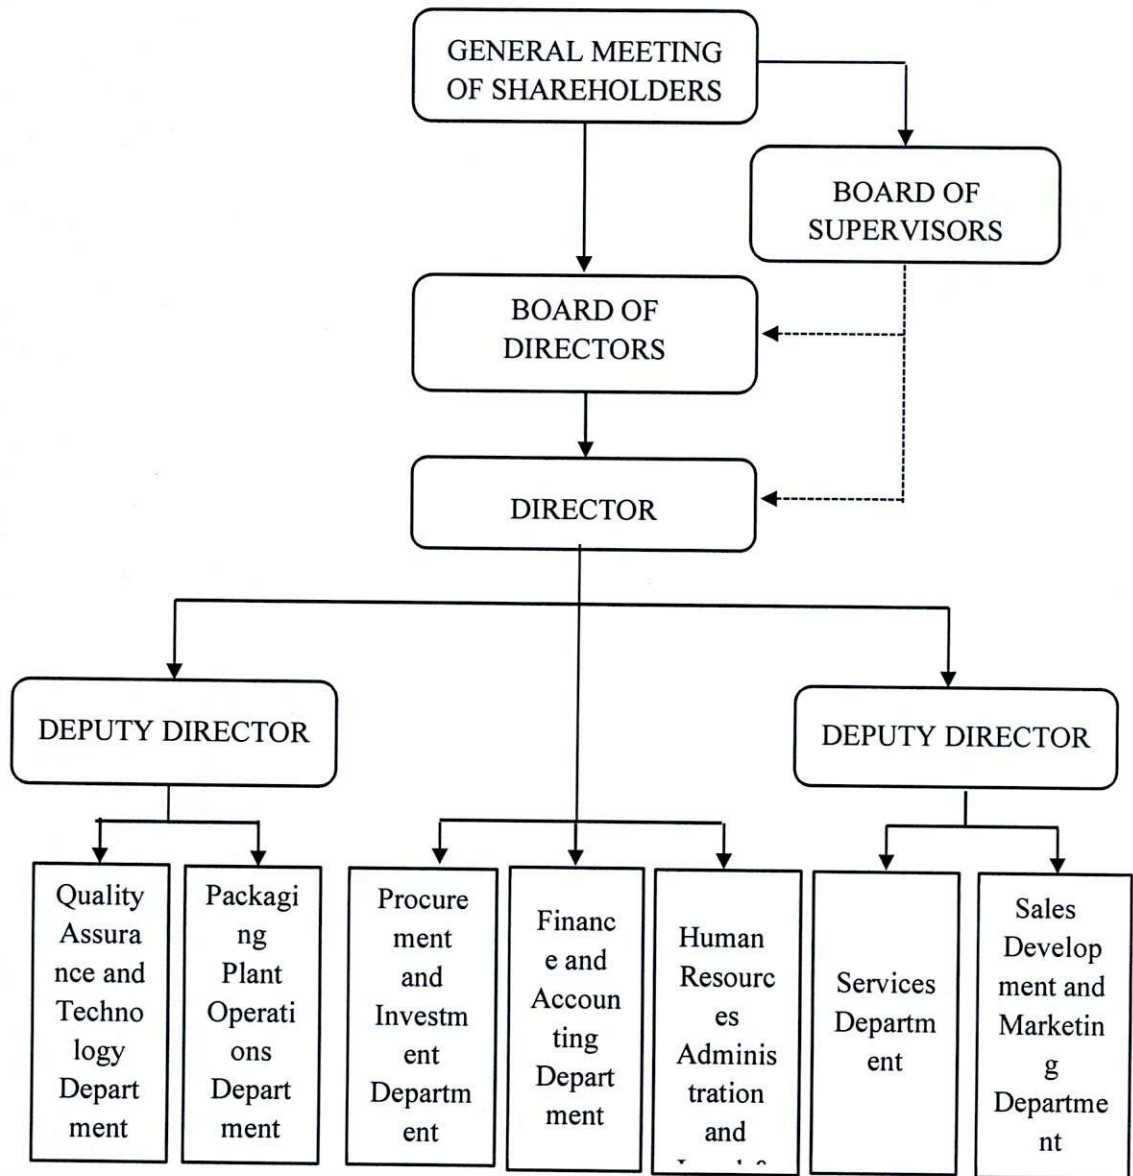 GENERAL MEETING
OF SHAREHOLDERS
BOARD OF
SUPERVISORS
BOARD OF
DIRECTORS
DIRECTOR
DEPUTY DIRECTOR
DEPUTY DIRECTOR
Quality
Assura
nce and
Techno
logy
Depart
ment
Packagi
ng
Plant
Operati
ons
Depart
ment
Procure
ment
and
Investm
ent
Departm
ent
Financ
e and
Accoun
ting
Depart
ment
Human
Resourc
es
Adminis
tration
and
Services
Departm
ent
Sales
Develop
ment and
Marketin
g
Departme
nt